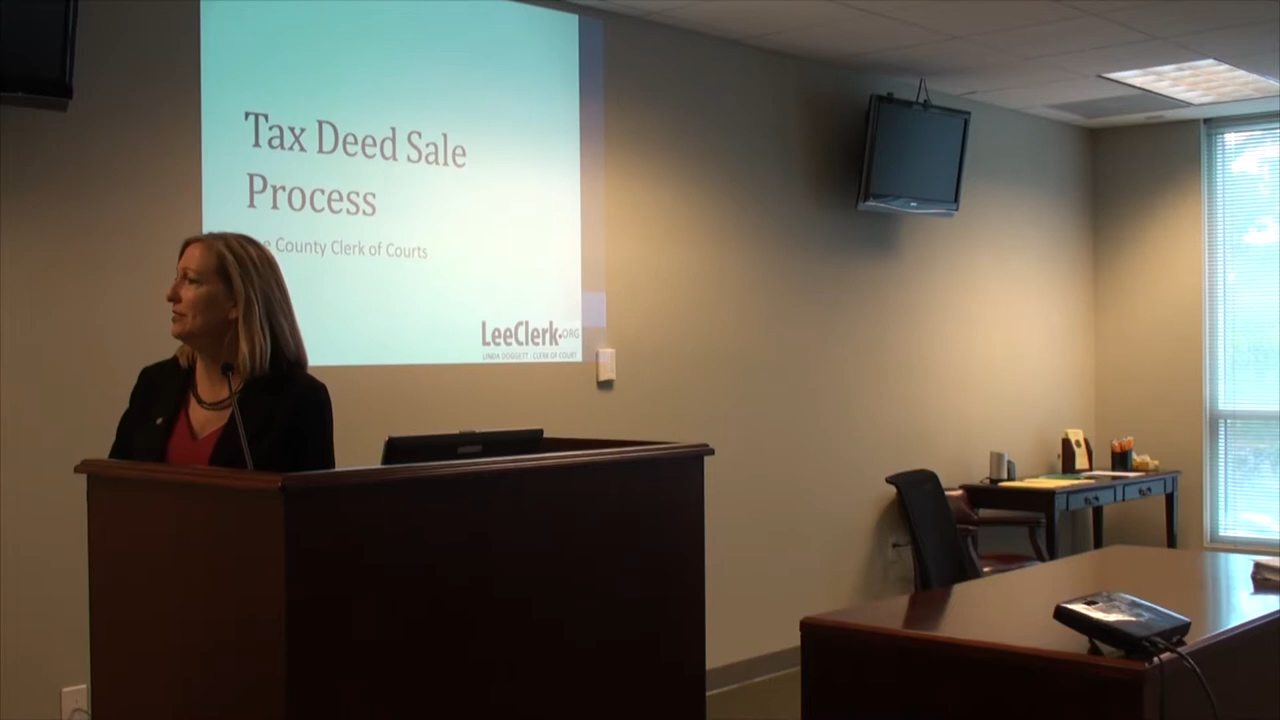 Tax Deed Sale
Process
e County Clerk of Courts
LeeClerk.ORG
LINDA DOGGETT | CLERK OF COURT